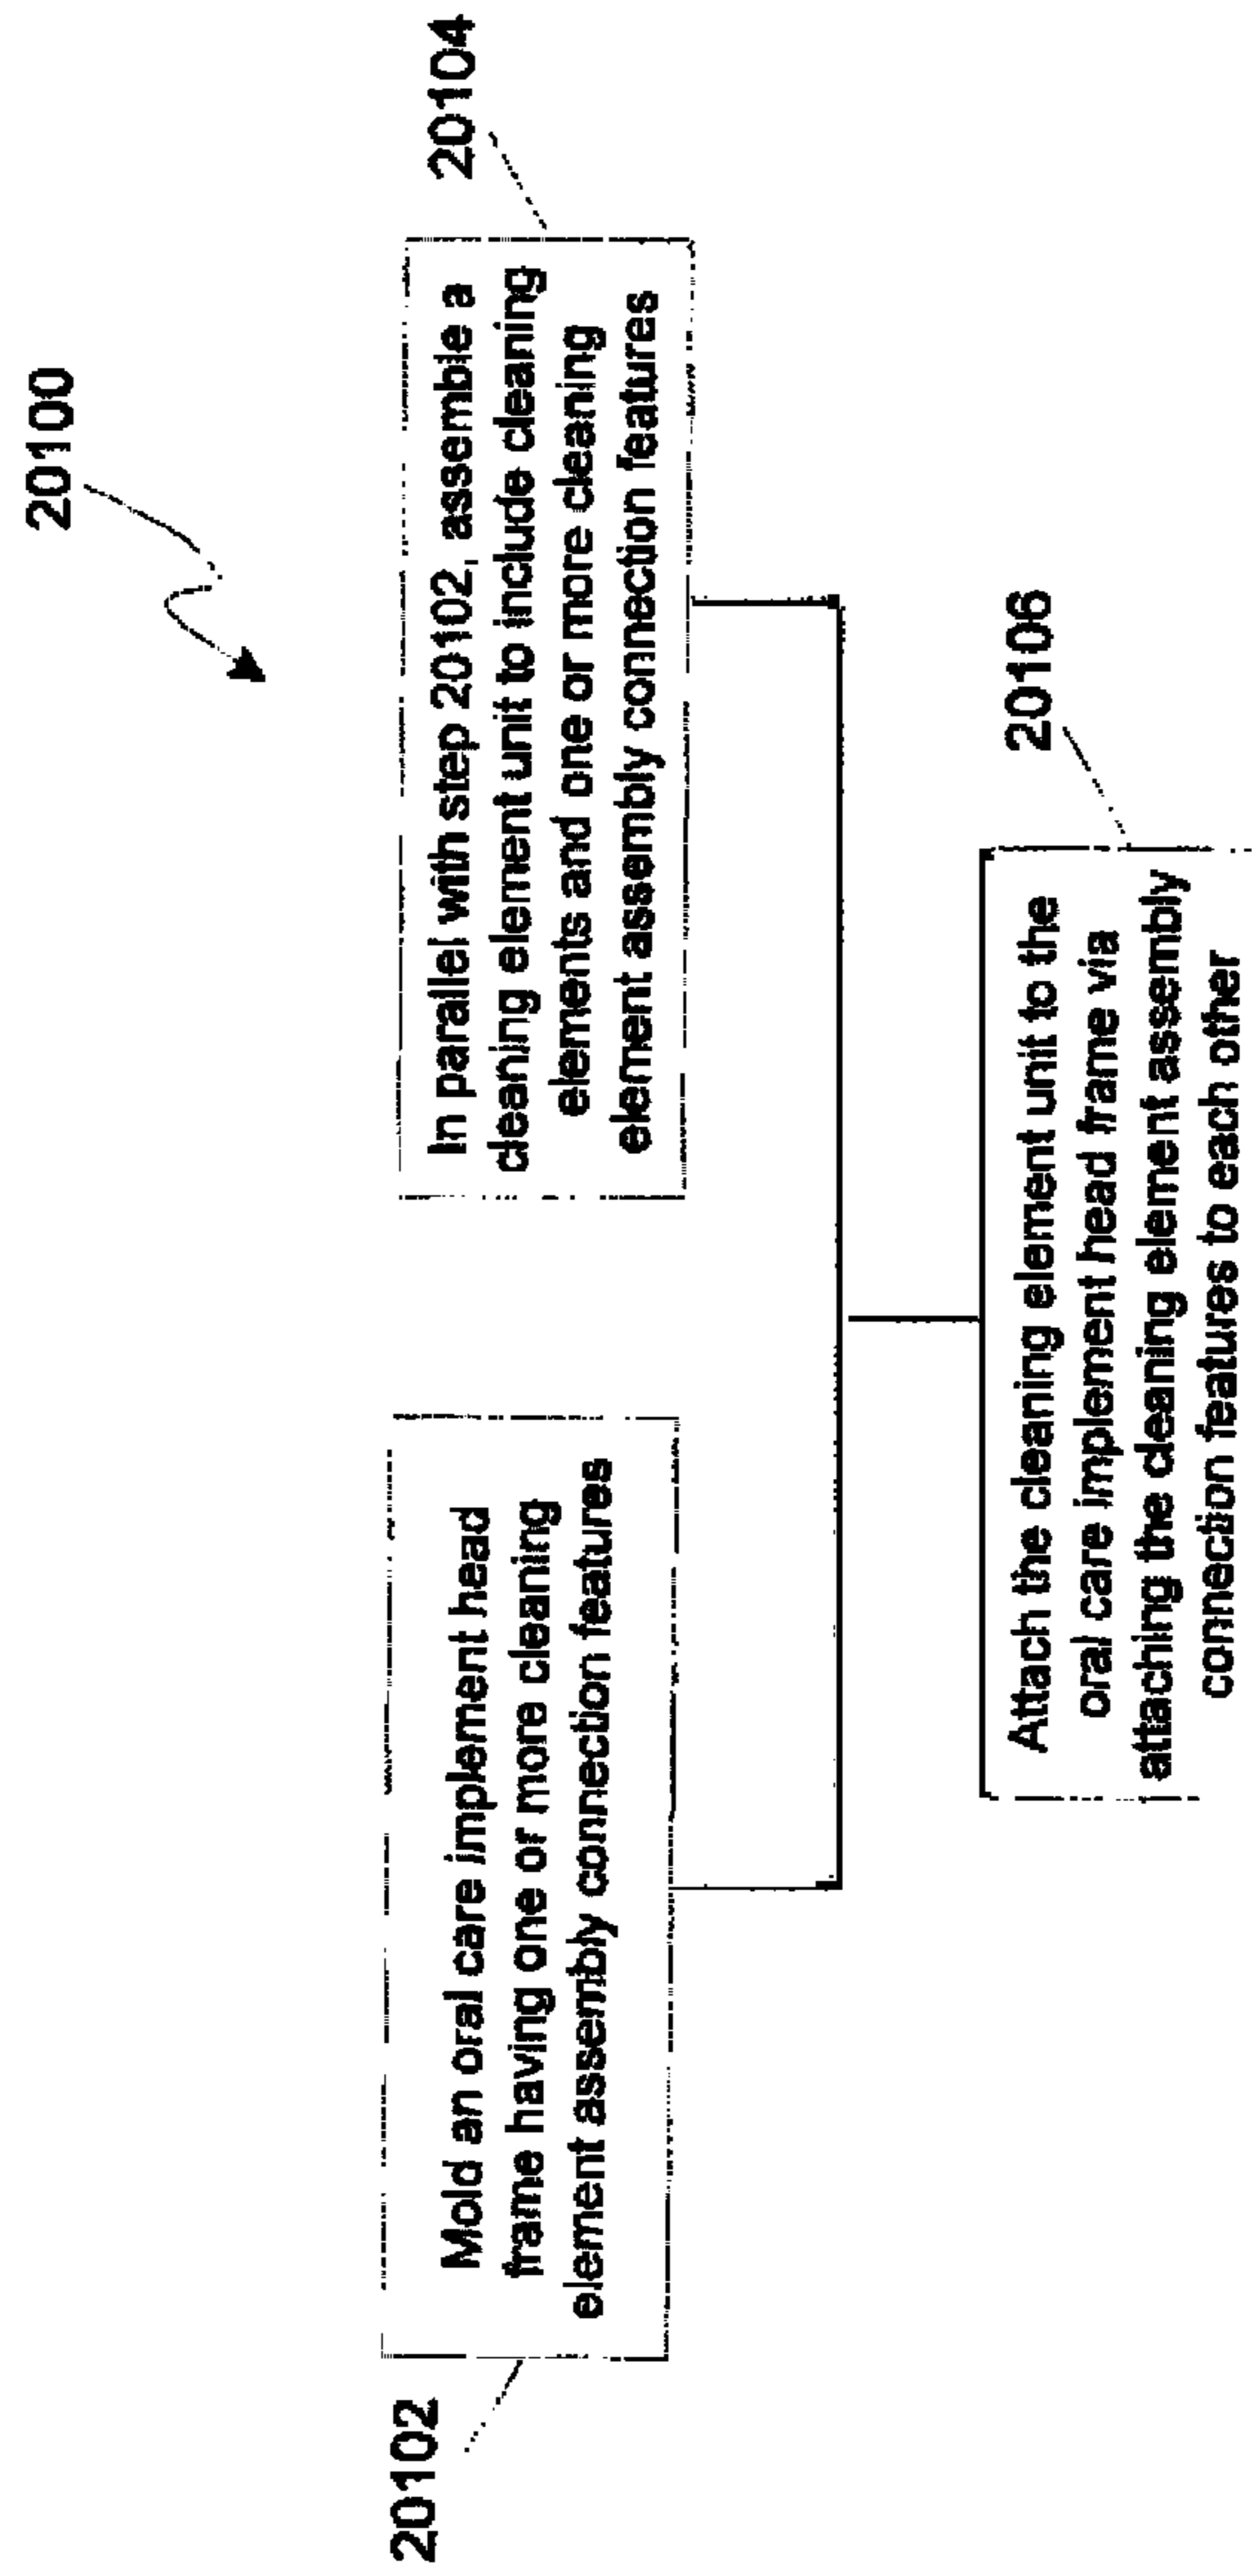 20100
20102
Mold an oral care implement head
frame having one or more cleaning
element assembly connection features
20104
In parallel with step 20102, assemble a
cleaning element unit to include cleaning
elements and one or more cleaning
element assembly connection features
20106
Attach the cleaning element unit to the
oral care implement head frame via
attaching the cleaning element assembly
connection features to each other